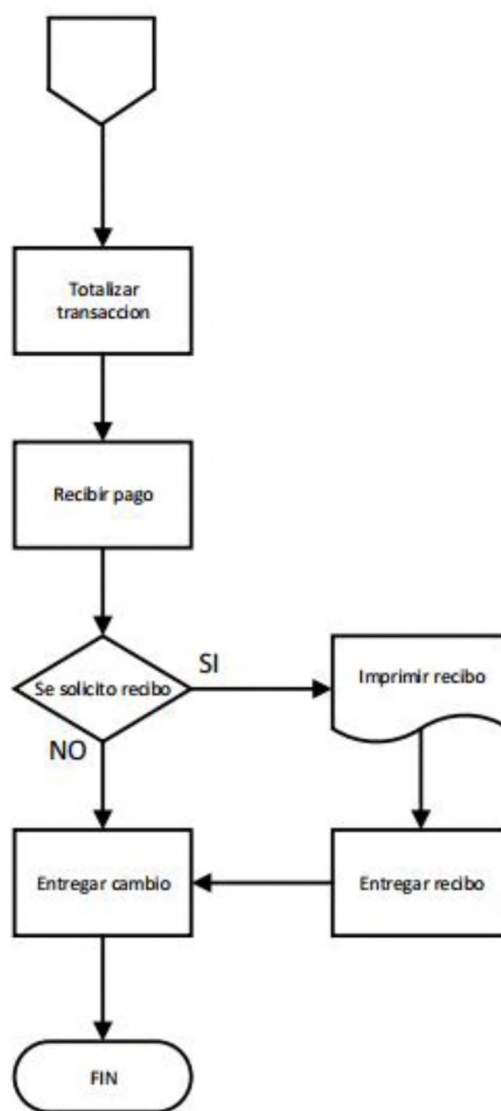 Totalizar
transaccion
Recibir pago
Se solicito recibo
SI
Imprimir recibo
NO
Entregar cambio
Entregar recibo
FIN